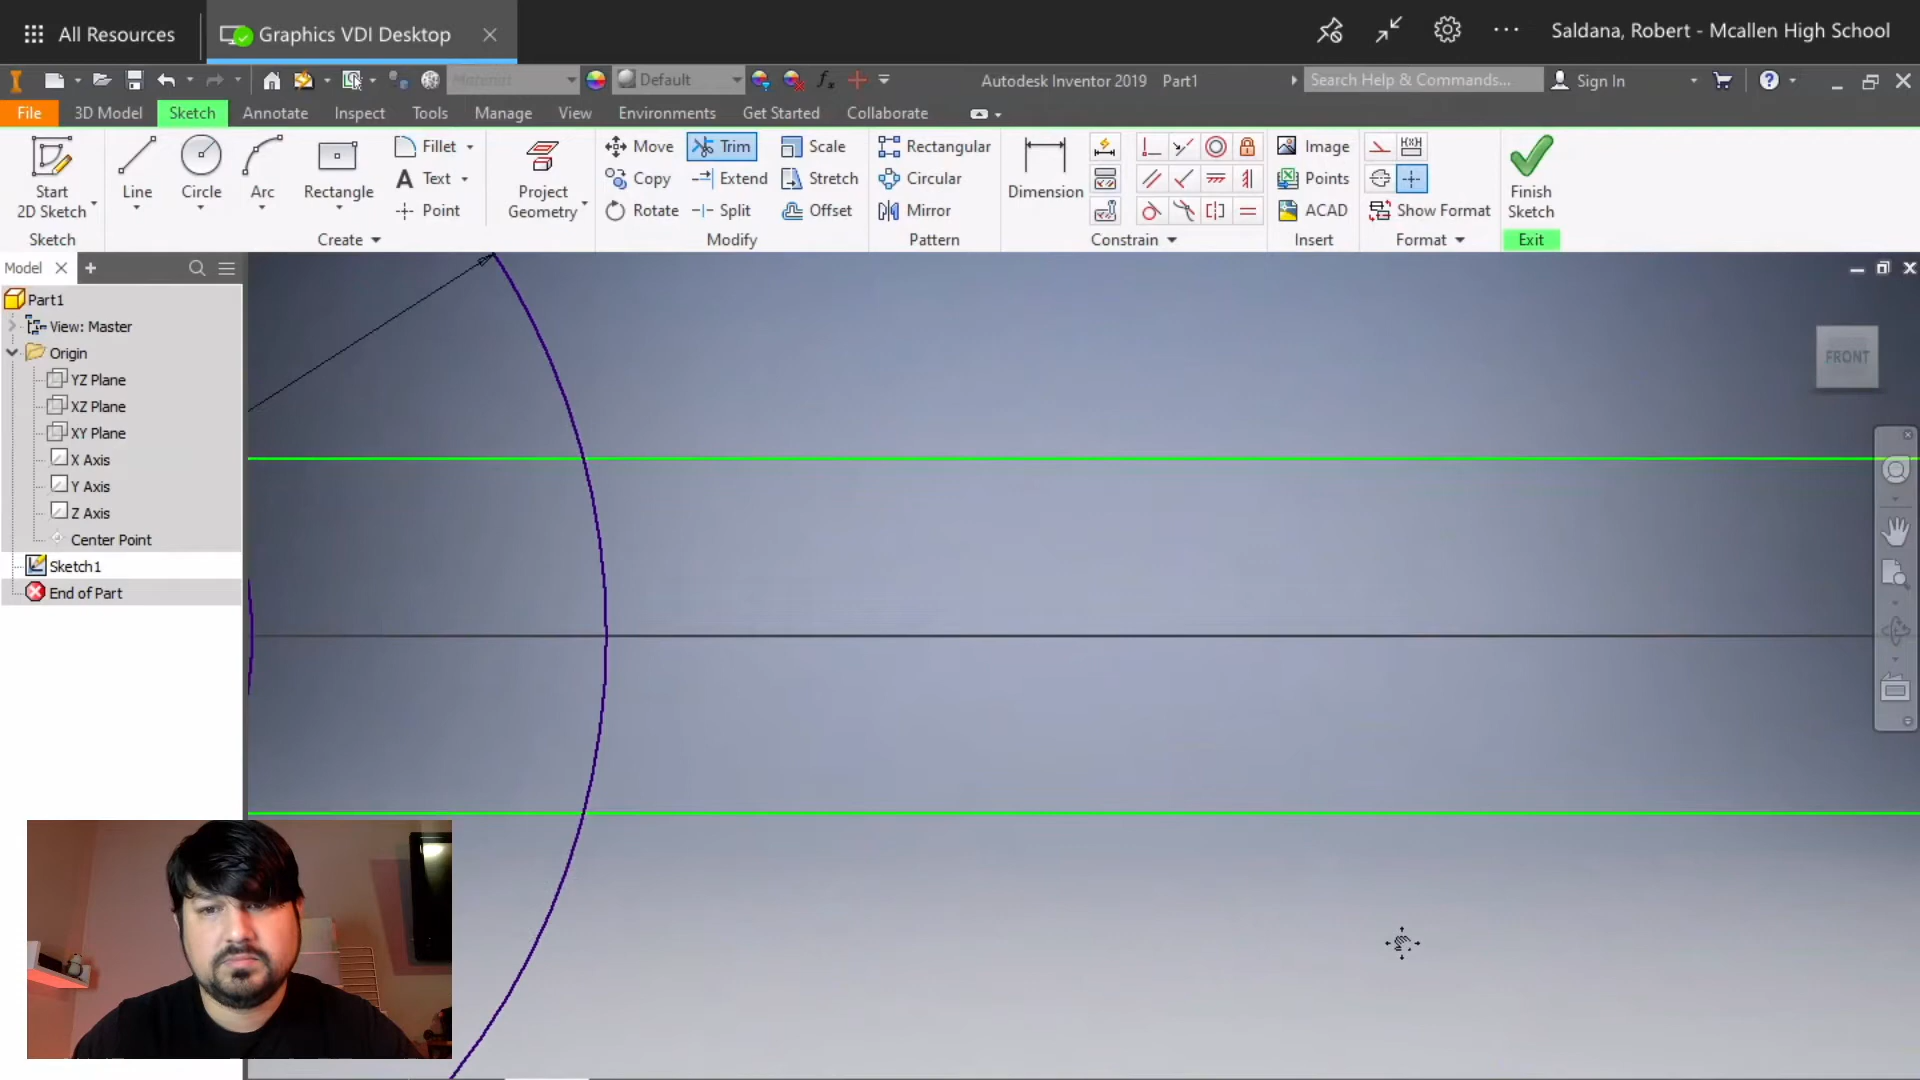 All Resources
Graphics VDI Desktop
Saldana, Robert - Mcallen High School
Material
Default
Autodesk Inventor 2019 Part1
Search Help & Commands...
Sign In
File
3D Model
Sketch
Annotate
Inspect
Tools
Manage
View
Environments
Get Started
Collaborate
Start
2D Sketch
Line
Circle
Arc
Rectangle
Fillet
Text
Point
Project
Geometry
Move
Copy
Rotate
Trim
Extend
Split
Scale
Stretch
Offset
Rectangular
Circular
Mirror
Dimension
Image
Points
ACAD
Show Format
Finish
Sketch
Sketch
Create
Modify
Pattern
Constrain
Insert
Format
Exit
Model
Part1
View: Master
Origin
YZ Plane
XZ Plane
XY Plane
X Axis
Y Axis
Z Axis
Center Point
Sketch1
End of Part
FRONT